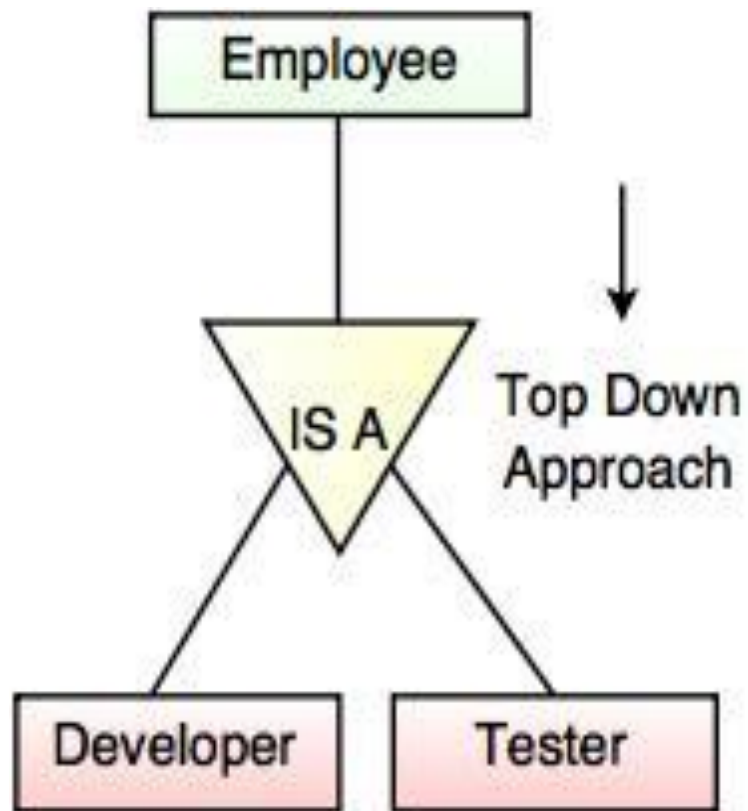 Employee
IS A
Top Down
Approach
Developer
Tester